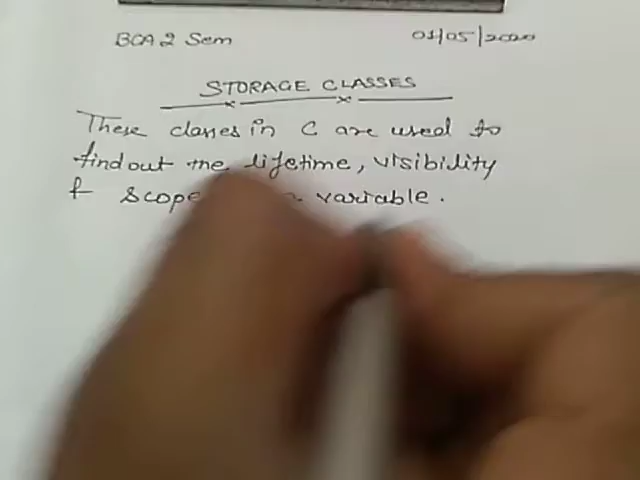 BCA 2 Sem 01/05/2020
STORAGE CLASSES
These classes in C are used to
find out the lifetime, visibility
& scope variable.